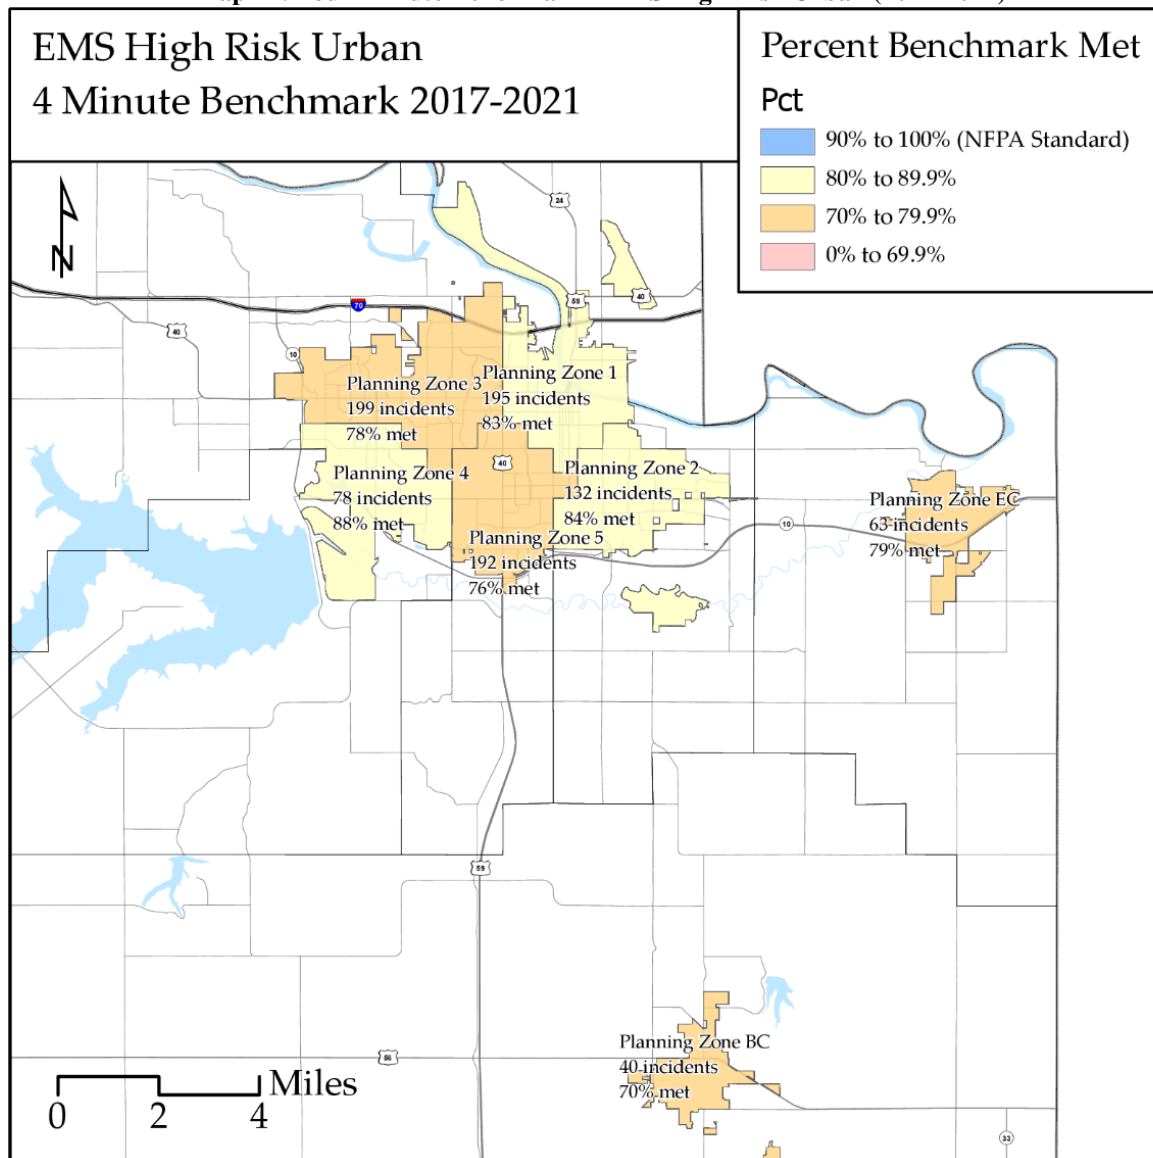 EMS High Risk Urban
4 Minute Benchmark 2017-2021
Percent Benchmark Met
Pct
90% to 100% (NFPA Standard)
80% to 89.9%
70% to 79.9%
0% to 69.9%
N
24
59
40
70
40
10
Planning Zone 1
195 incidents
83% met
Planning Zone 3
199 incidents
78% met
40
Planning Zone 4
78 incidents
88% met
Planning Zone 2
132 incidents
84% met
Planning Zone 5
192 incidents
76% met
10
Planning Zone EC
63 incidents
79% met
59
Planning Zone BC
40 incidents
70% met
56
33
Miles
0 2 4